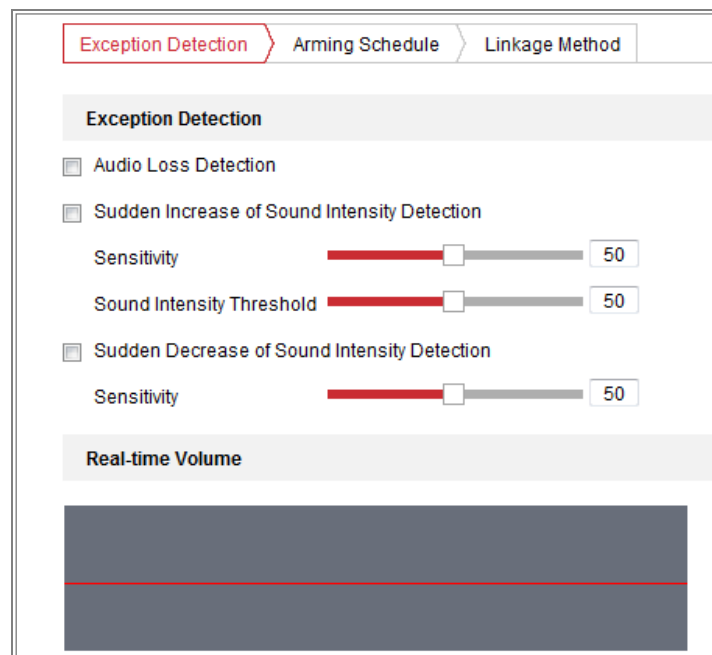 Exception Detection Arming Schedule Linkage Method
Exception Detection
Audio Loss Detection
Sudden Increase of Sound Intensity Detection
Sensitivity 50
Sound Intensity Threshold 50
Sudden Decrease of Sound Intensity Detection
Sensitivity 50
Real-time Volume